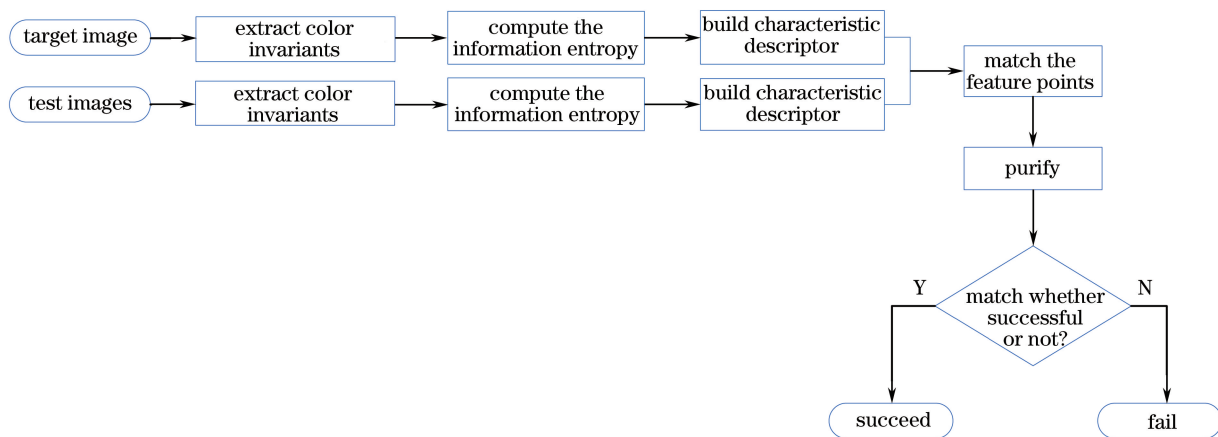 target image
extract color
invariants
compute the
information entropy
build characteristic
descriptor
test images
extract color
invariants
compute the
information entropy
build characteristic
descriptor
match the
feature points
purify
Y
match whether
successful
or not?
N
succeed
fail